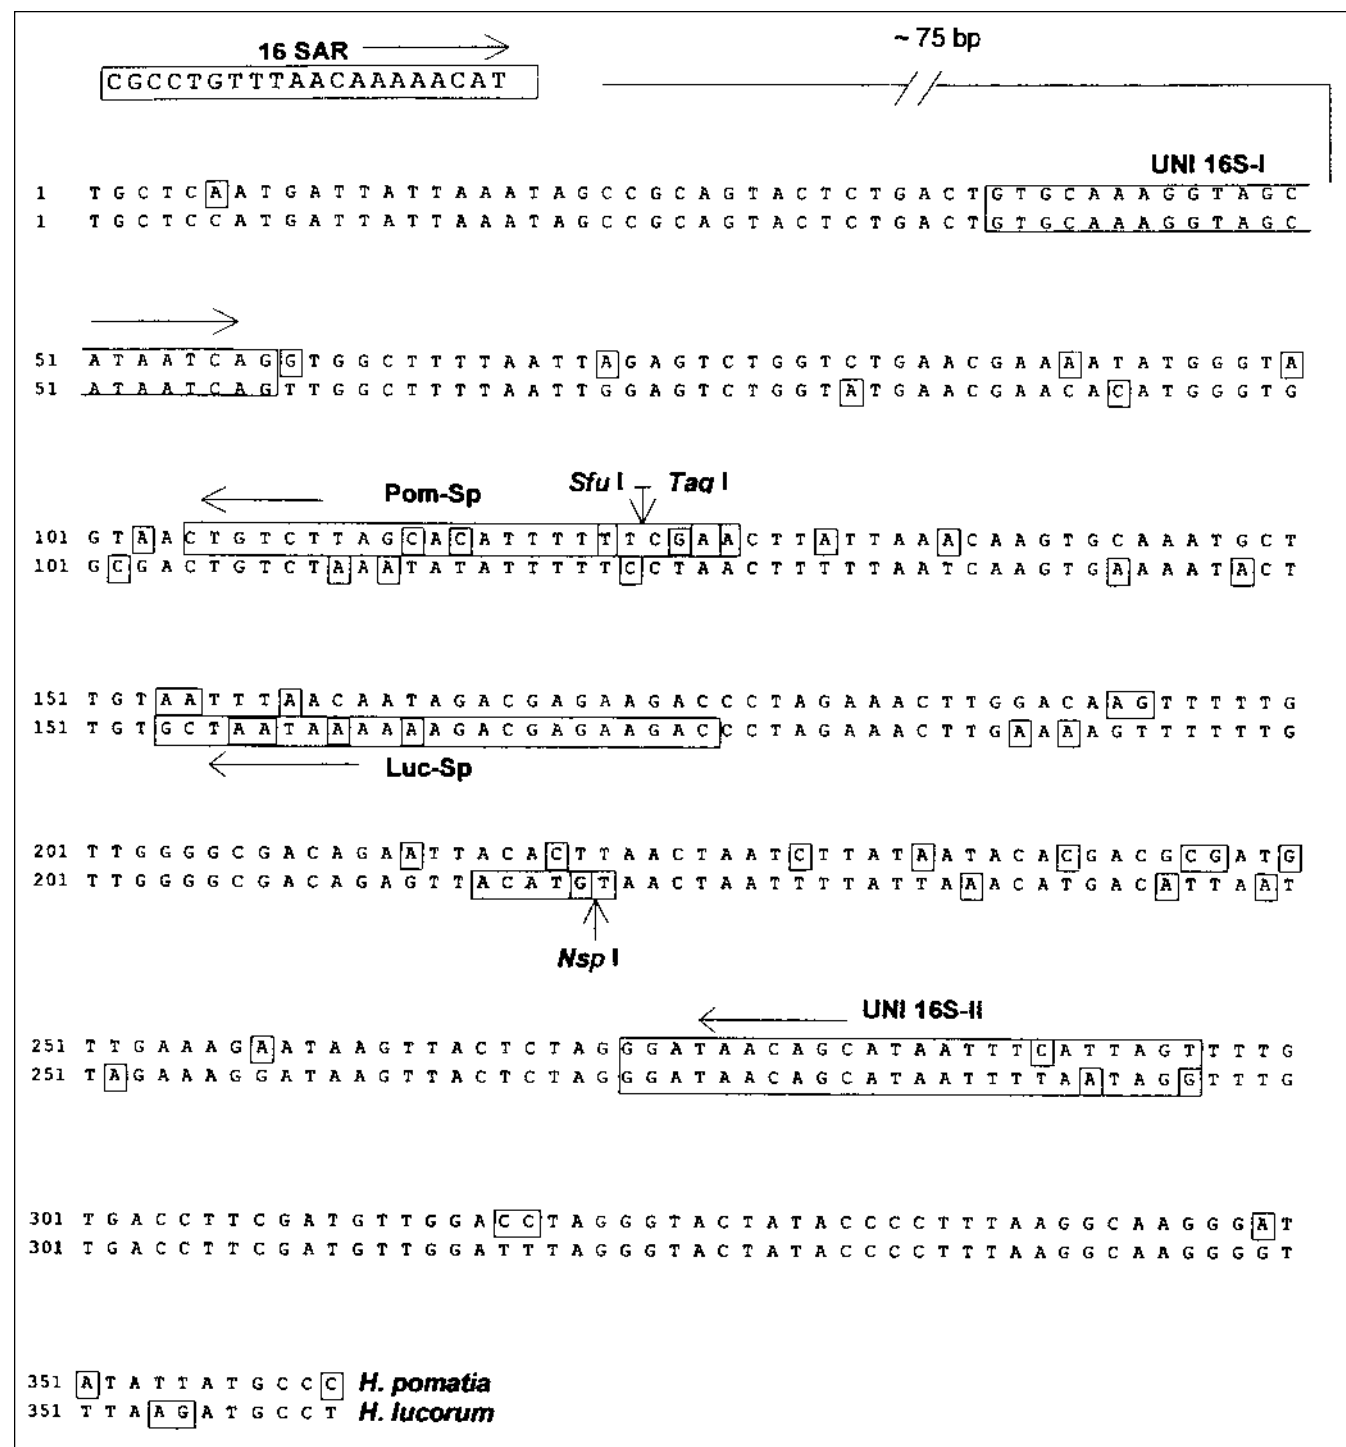 16 SAR
~ 75 bp
CGCCTGTTTAACAAAAACAT
UNI 16S-I
1 TGCTCAATGATTATTAAATAGCCGCAGTACTCTGACTGTGCAAAGGTAGC
1 TGCTCCATGATTATTAAATAGCCGCAGTACTCTGACTGTGCAAAGGTAGC
51 ATAATCAGGTGGCTTTTAATTAGAGTCTGGTCTGAACGAAAATATGGGTA
51 ATAATCAGTTGGCTTTTAATTGGAGTCTGGTATGAACGAACACATGGGTG
Pom-Sp Sfu I Taq I
101 GTAACTGTCTTAGCACATTTTTTCGAACTTATTAAACAAGTGCAAATGCT
101 GCGACTGTCTAAATATATTTTTCCTAACTTTTTAATCAAGTGAAAATACT
151 TGTAATTTAACAATAGACGAGAAGACCCTAGAAACTTGGACAAGTTTTTG
151 TGTGCTAATAAAAAAGACGAGAAGACCCTAGAAACTTGAAAAGTTTTTTG
Luc-Sp
201 TTGGGGCGACAGAATTACACTTAACTAATCTTATAATACACGACGCGATG
201 TTGGGGCGACAGAGTTACATGTAACTAATTTTATTAAACATGACATTAAT
Nsp I
UNI 16S-II
251 TTGAAAGAATAAGTTACTCTAGGGATAACAGCATAATTTCATTAGTTTTG
251 TAGAAAGGATAAGTTACTCTAGGGATAACAGCATAATTTTAATAGGTTTG
301 TGACCTTCGATGTTGGACCTAGGGTACTATACCCCTTTAAGGCAAGGGAT
301 TGACCTTCGATGTTGGATTTAGGGTACTATACCCCTTTAAGGCAAGGGGT
351 ATATTATGCCC H. pomatia
351 TTAAGATGCCT H. lucorum